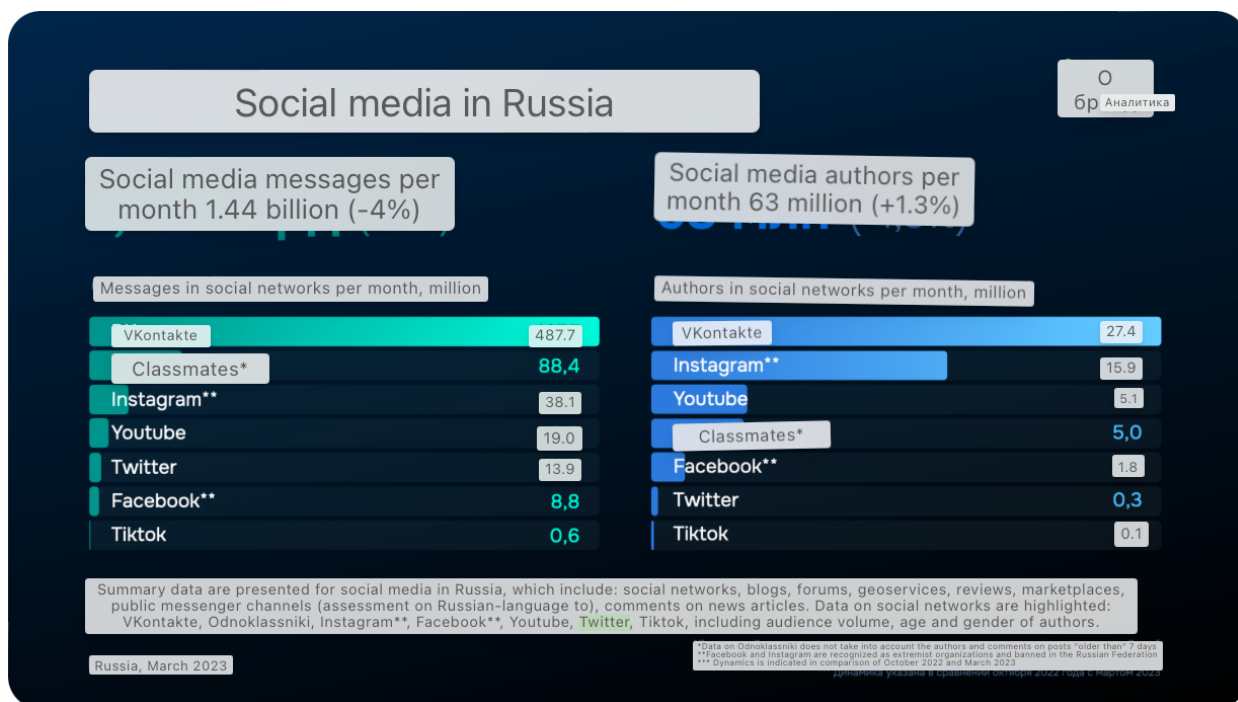 Social media in Russia
О
бр
Аналитика
Social media messages per
month 1.44 billion (-4%)
Social media authors per
month 63 million (+1.3%)
Messages in social networks per month, million
VKontakte 487.7
Classmates* 88,4
Instagram** 38.1
Youtube 19.0
Twitter 13.9
Facebook** 8,8
Tiktok 0,6
Authors in social networks per month, million
VKontakte 27.4
Instagram** 15.9
Youtube 5.1
Classmates* 5,0
Facebook** 1.8
Twitter 0,3
Tiktok 0.1
Summary data are presented for social media in Russia, which include: social networks, blogs, forums, geoservices, reviews, marketplaces,
public messenger channels (assessment on Russian-language to), comments on news articles. Data on social networks are highlighted:
VKontakte, Odnoklassniki, Instagram**, Facebook**, Youtube, Twitter, Tiktok, including audience volume, age and gender of authors.
Russia, March 2023
*Data on Odnoklassniki does not take into account the authors and comments on posts "older than" 7 days
**Facebook and Instagram are recognized as extremist organizations and banned in the Russian Federation
*** Dynamics is indicated in comparison of October 2022 and March 2023
Динамика указана в сравнении октября 2022 года с мартом 2023